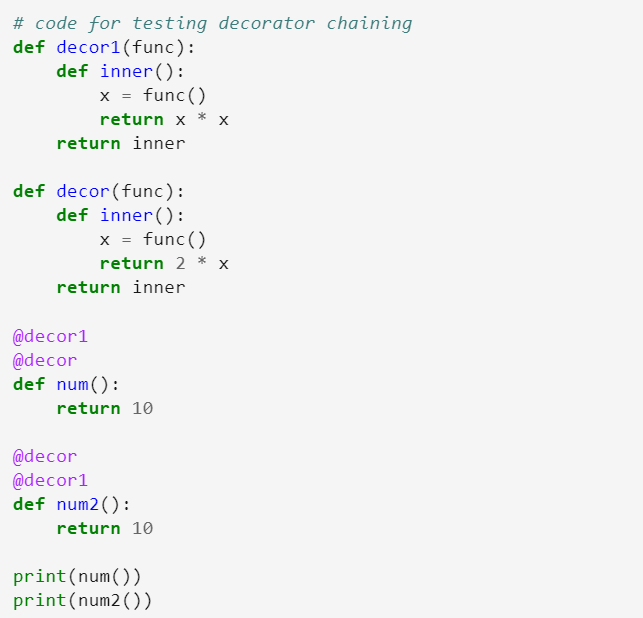 # code for testing decorator chaining
def decor1(func):
    def inner():
        x = func()
        return x * x
    return inner

def decor(func):
    def inner():
        x = func()
        return 2 * x
    return inner

@decor1
@decor
def num():
    return 10

@decor
@decor1
def num2():
    return 10

print(num())
print(num2())